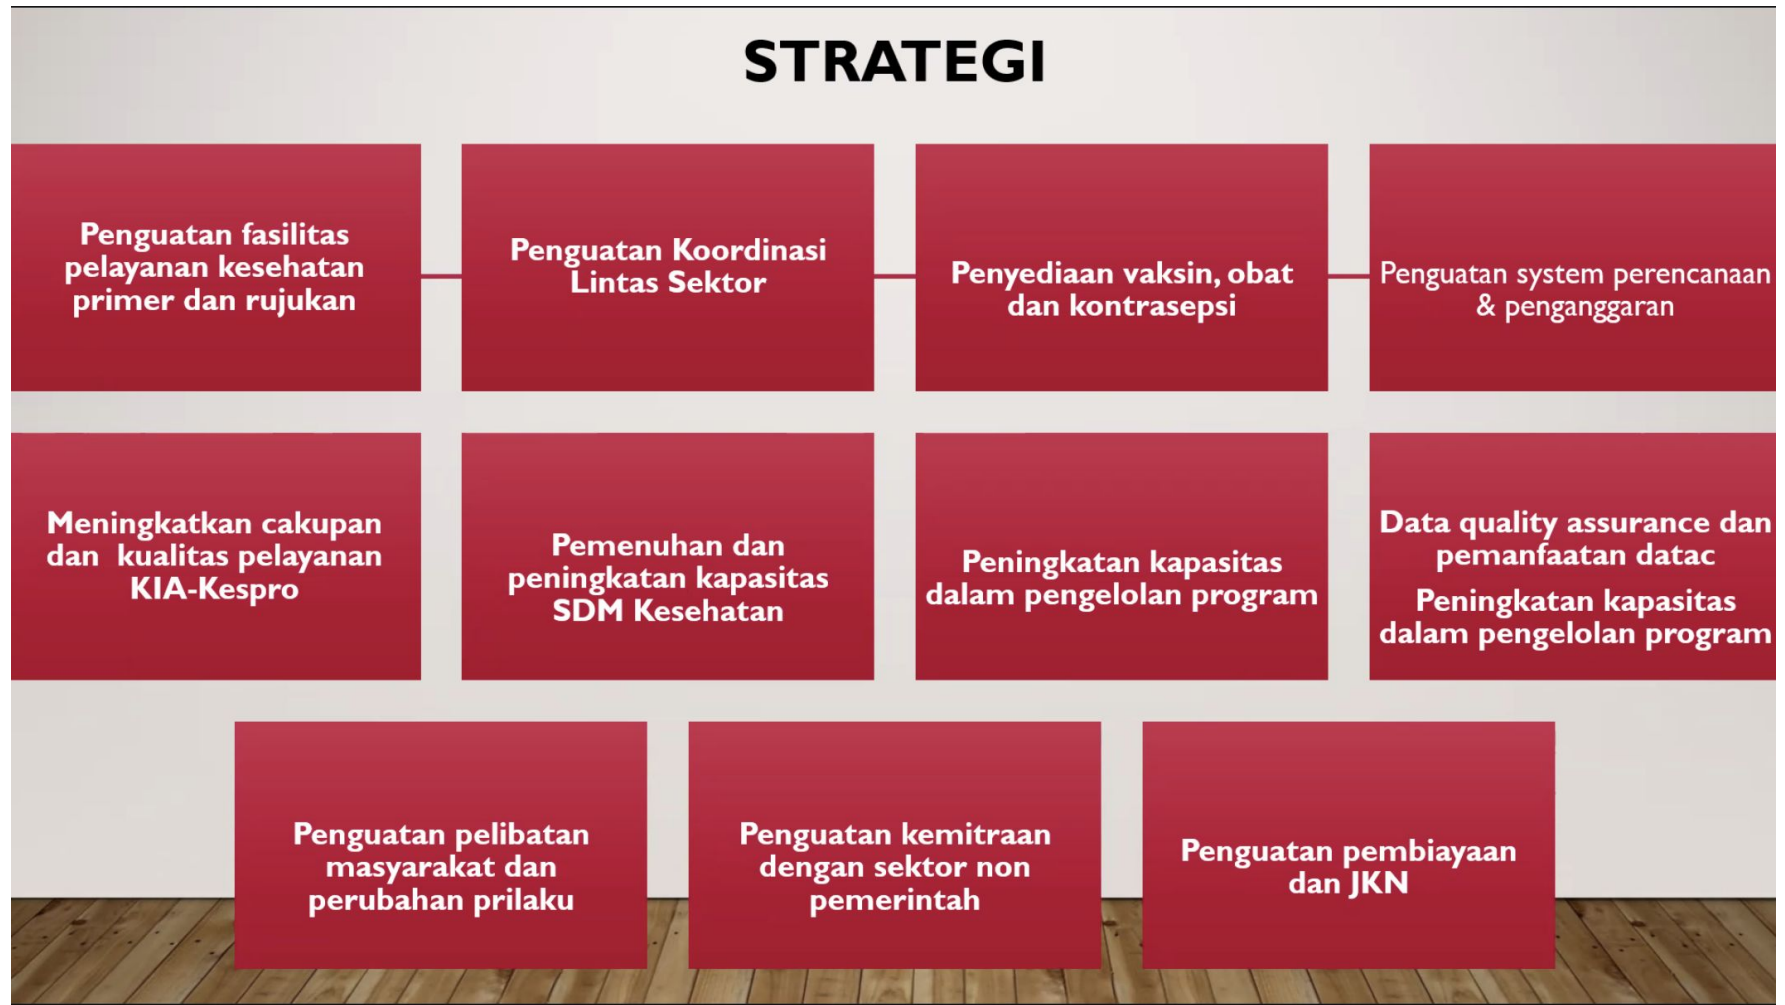 STRATEGI
Penguatan fasilitas
pelayanan kesehatan
primer dan rujukan
Penguatan Koordinasi
Lintas Sektor
Penyediaan vaksin, obat
dan kontrasepsi
Penguatan system perencanaan
& penganggaran
Meningkatkan cakupan
dan kualitas pelayanan
KIA-Kespro
Pemenuhan dan
peningkatan kapasitas
SDM Kesehatan
Peningkatan kapasitas
dalam pengelolan program
Data quality assurance dan
pemanfaatan datac
Peningkatan kapasitas
dalam pengelolan program
Penguatan pelibatan
masyarakat dan
perubahan prilaku
Penguatan kemitraan
dengan sektor non
pemerintah
Penguatan pembiayaan
dan JKN